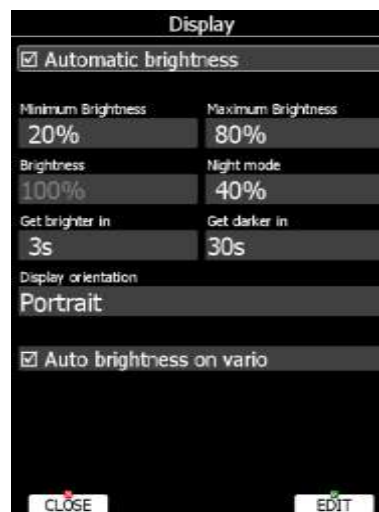 Display
Automatic brightness
Minimum Brightness Maximum Brightness
20% 80%
Brightness Night mode
100% 40%
Get brighter in Get darker in
3s 30s
Display orientation
Portrait
Auto brightness on vario
CLOSE EDIT